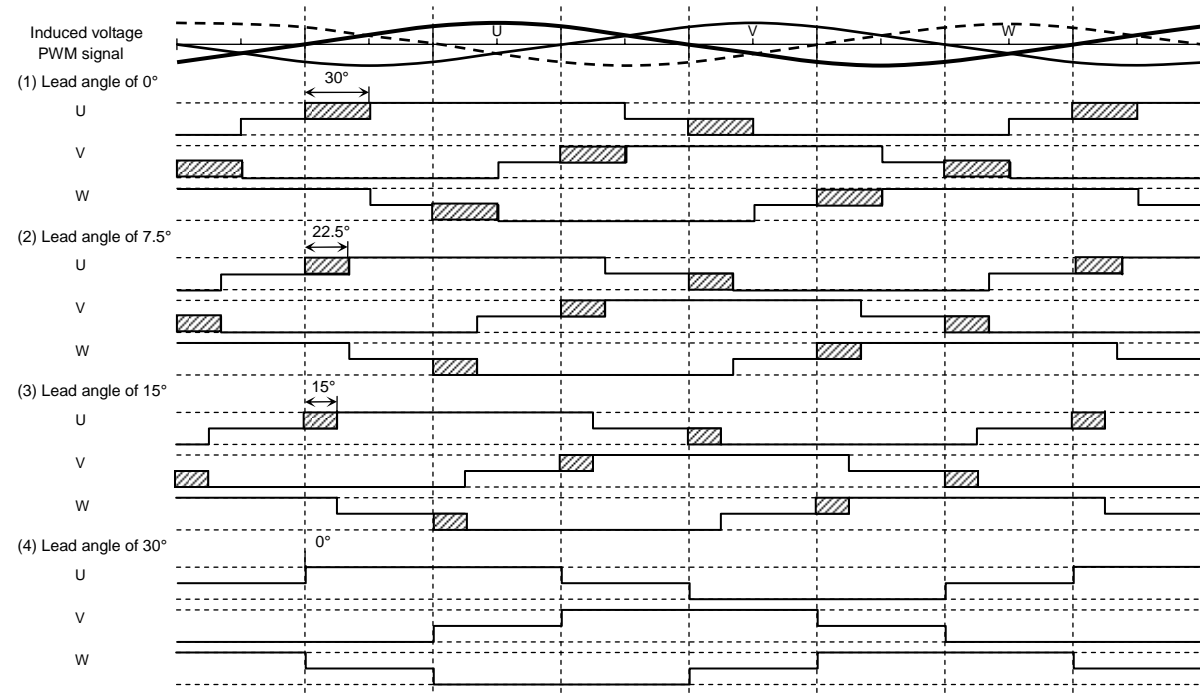 Induced voltage
PWM signal
U
V
W
(1) Lead angle of 0°
30°
U
V
W
(2) Lead angle of 7.5°
22.5°
U
V
W
(3) Lead angle of 15°
15°
U
V
W
(4) Lead angle of 30°
0°
U
V
W